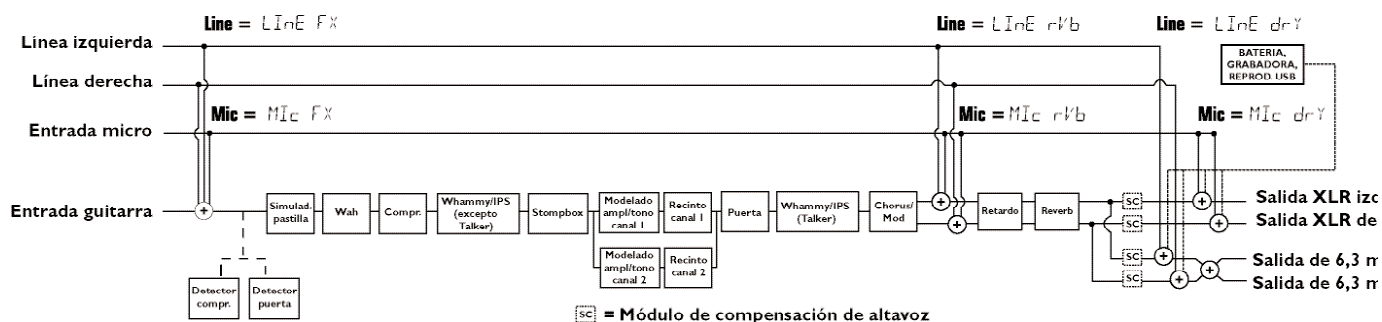 Line = LInE FX
Line = LInE rVb
Line = LInE drY
Línea izquierda
BATERIA,
GRABADORA,
REPROD. USB
Línea derecha
Mic = MIc FX
Mic = MIc rVb
Mic = MIc drY
Entrada micro
Entrada guitarra
Simulad.
pastilla
Wah
Compr.
Whammy/IPS
(excepto
Talker)
Stompbox
Modelado
ampl/tono
canal 1
Recinto
canal 1
Modelado
ampl/tono
canal 2
Recinto
canal 2
Puerta
Whammy/IPS
(Talker)
Chorus/
Mod
Retardo
Reverb
SC
SC
SC
SC
Salida XLR izq
Salida XLR de
Salida de 6,3 m
Salida de 6,3 m
Detector
compr.
Detector
puerta
SC = Módulo de compensación de altavoz